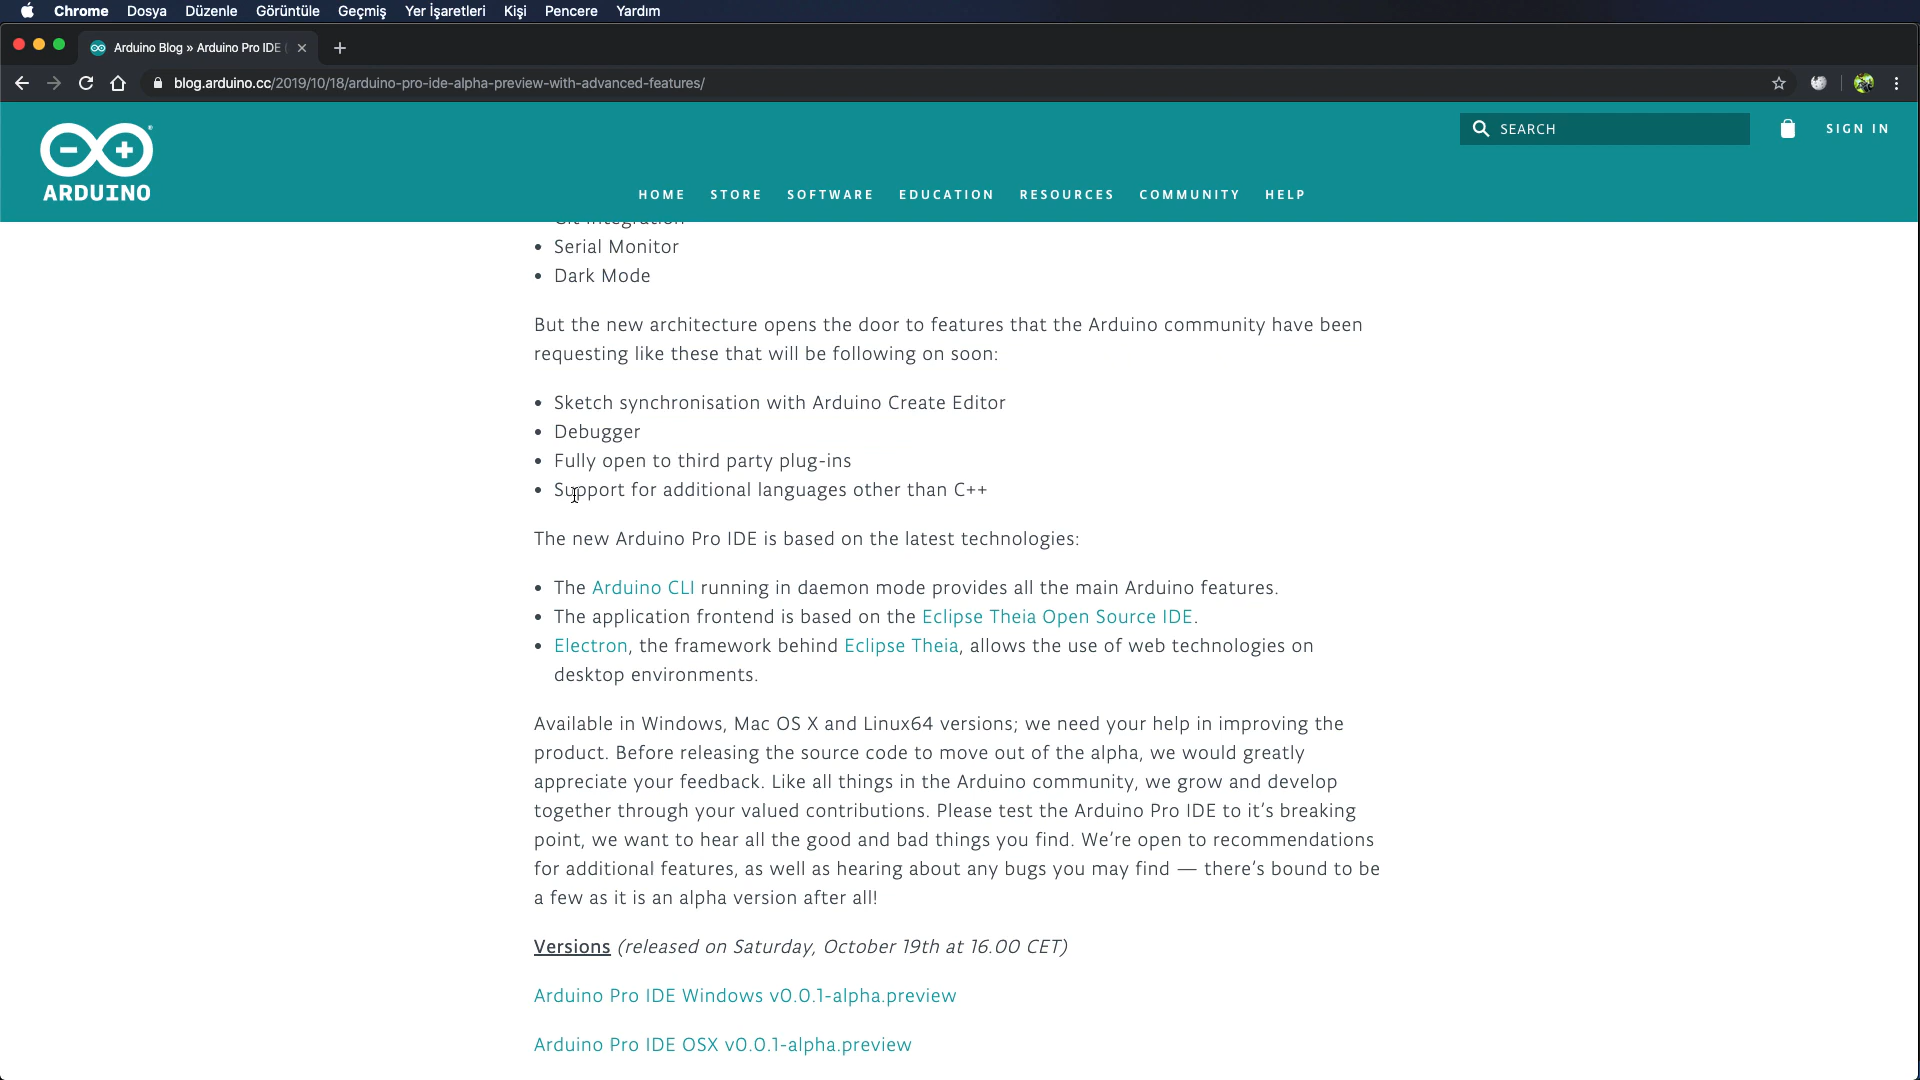 Chrome Dosya Düzenle Görüntüle Geçmiş Yer İşaretleri Kişi Pencere Yardım
Arduino Blog » Arduino Pro IDE (
blog.arduino.cc/2019/10/18/arduino-pro-ide-alpha-preview-with-advanced-features/
SEARCH
SIGN IN
ARDUINO
HOME STORE SOFTWARE EDUCATION RESOURCES COMMUNITY HELP
Git Integration
• Serial Monitor
• Dark Mode
But the new architecture opens the door to features that the Arduino community have been
requesting like these that will be following on soon:
• Sketch synchronisation with Arduino Create Editor
• Debugger
• Fully open to third party plug-ins
• Support for additional languages other than C++
The new Arduino Pro IDE is based on the latest technologies:
• The Arduino CLI running in daemon mode provides all the main Arduino features.
• The application frontend is based on the Eclipse Theia Open Source IDE.
• Electron, the framework behind Eclipse Theia, allows the use of web technologies on
desktop environments.
Available in Windows, Mac OS X and Linux64 versions; we need your help in improving the
product. Before releasing the source code to move out of the alpha, we would greatly
appreciate your feedback. Like all things in the Arduino community, we grow and develop
together through your valued contributions. Please test the Arduino Pro IDE to it’s breaking
point, we want to hear all the good and bad things you find. We’re open to recommendations
for additional features, as well as hearing about any bugs you may find — there’s bound to be
a few as it is an alpha version after all!
Versions (released on Saturday, October 19th at 16.00 CET)
Arduino Pro IDE Windows v0.0.1-alpha.preview
Arduino Pro IDE OSX v0.0.1-alpha.preview